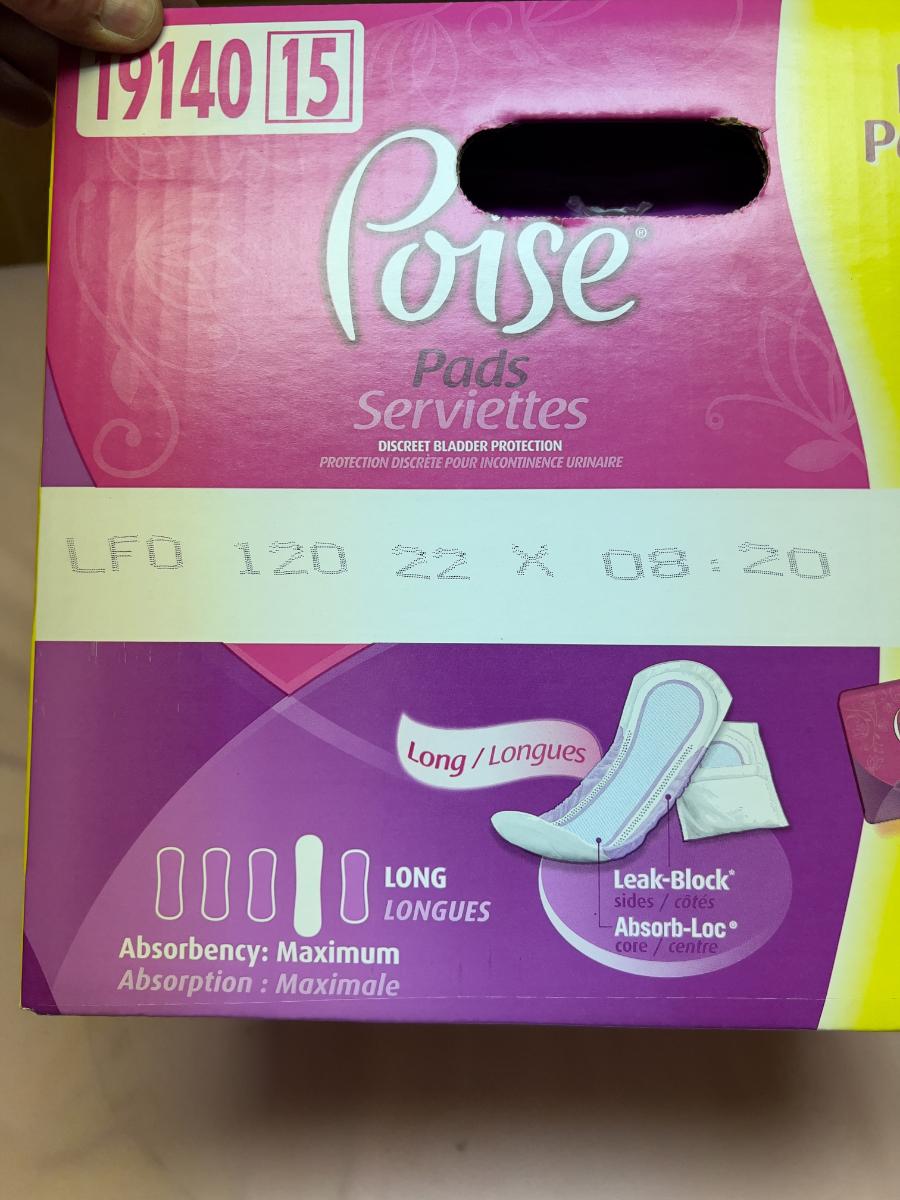 19140 15
Poise®
Pads
Serviettes
DISCREET BLADDER PROTECTION
PROTECTION DISCRÈTE POUR INCONTINENCE URINAIRE
LF0 120 22 X 08:20
Long / Longues
LONG
LONGUES
Absorbency: Maximum
Absorption : Maximale
Leak-Block*
sides / côtés
Absorb-Loc®
core / centre